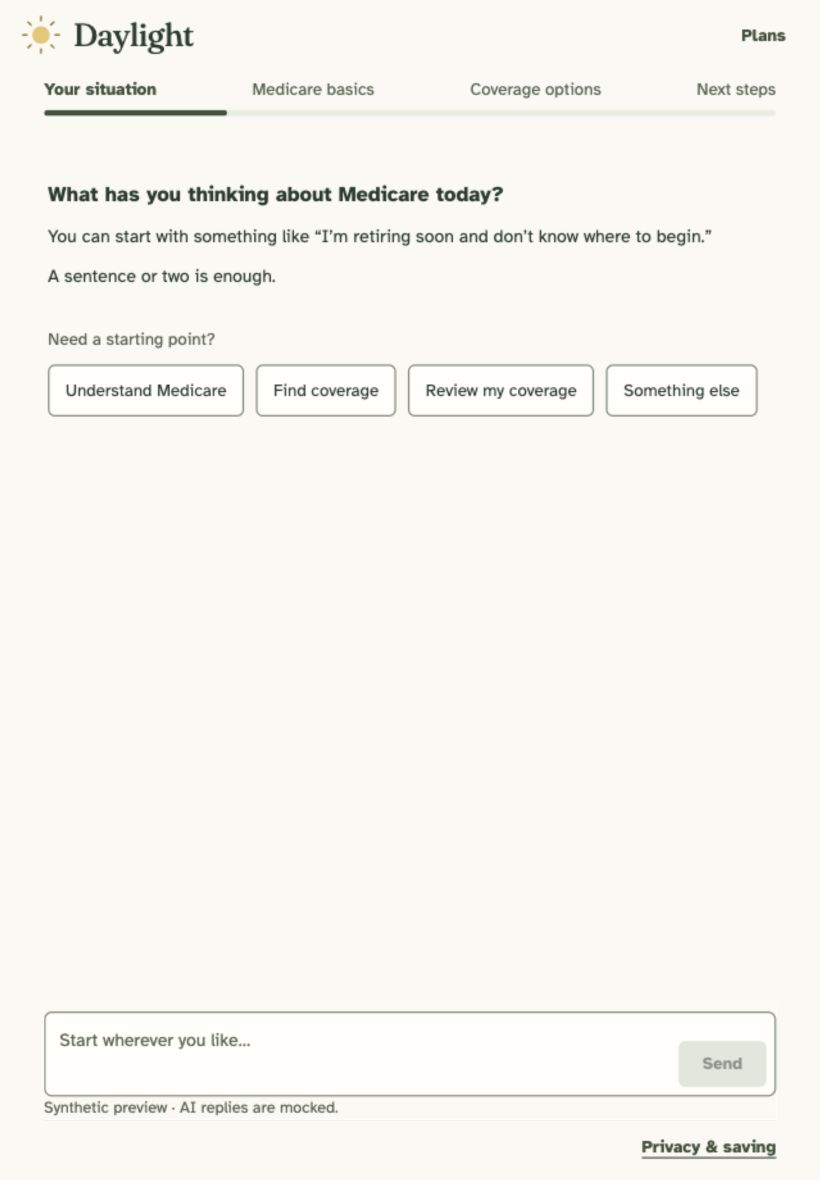 Daylight
Plans
Your situation
Medicare basics
Coverage options
Next steps
What has you thinking about Medicare today?
You can start with something like “I’m retiring soon and don’t know where to begin.”
A sentence or two is enough.
Need a starting point?
Understand Medicare
Find coverage
Review my coverage
Something else
Start wherever you like...
Send
Synthetic preview · AI replies are mocked.
Privacy & saving